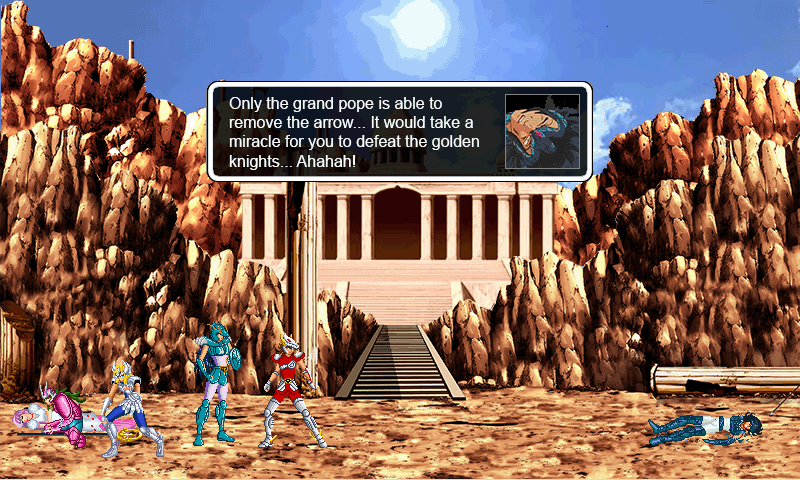 Only the grand pope is able to
remove the arrow... It would take a
miracle for you to defeat the golden
knights... Ahahah!